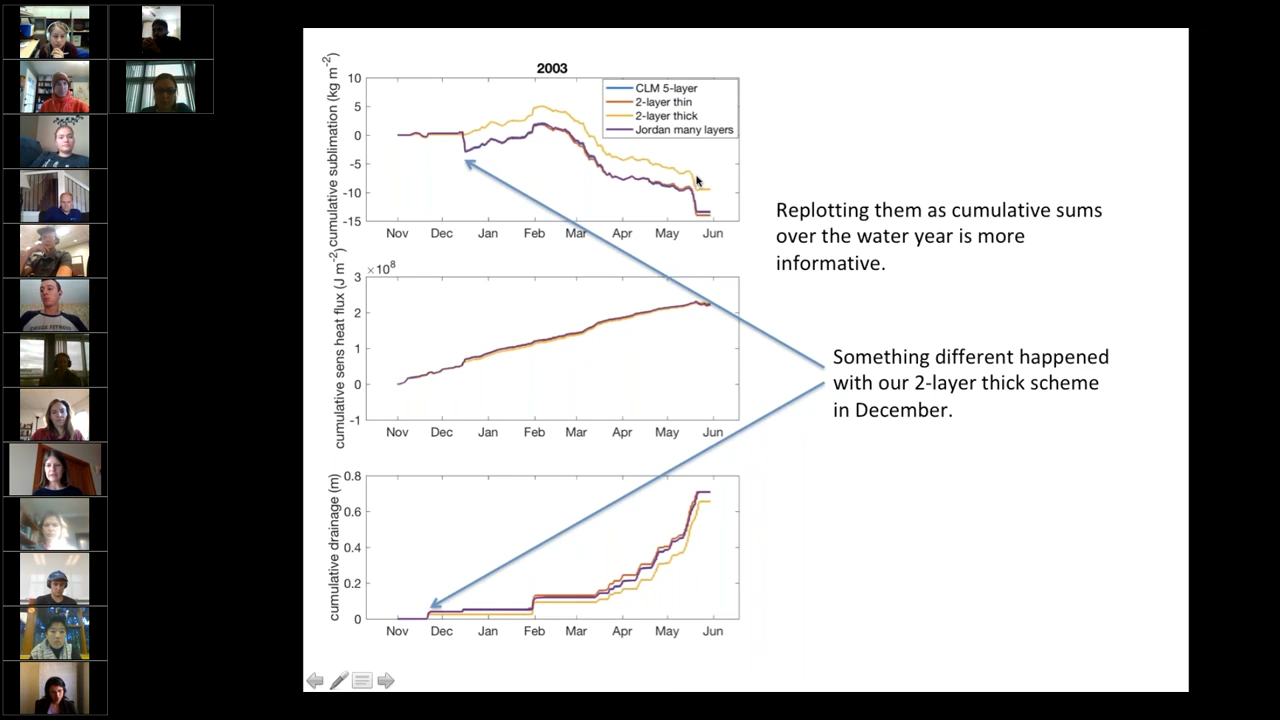 2003
cumulative sublimation (kg m-2)
10
5
0
-5
-10
-15
CLM 5-layer
2-layer thin
2-layer thick
Jordan many layers
Nov Dec Jan Feb Mar Apr May Jun
Replotting them as cumulative sums
over the water year is more
informative.
cumulative sens heat flux (J m-2)
×10^8
3
2
1
0
-1
Nov Dec Jan Feb Mar Apr May Jun
Something different happened
with our 2-layer thick scheme
in December.
cumulative drainage (m)
0.8
0.6
0.4
0.2
0
Nov Dec Jan Feb Mar Apr May Jun